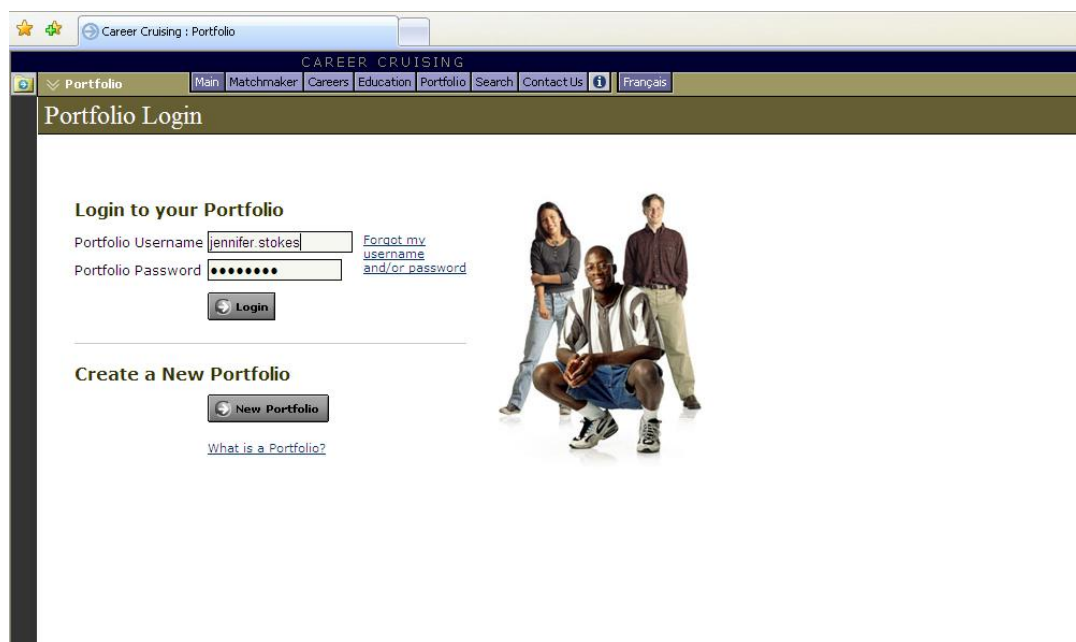 Career Cruising : Portfolio
CAREER CRUISING
Portfolio Main Matchmaker Careers Education Portfolio Search Contact Us i Français
Portfolio Login
Login to your Portfolio
Portfolio Username jennifer.stokes
Forgot my
username
and/or password
Portfolio Password ••••••••
Login
Create a New Portfolio
New Portfolio
What is a Portfolio?